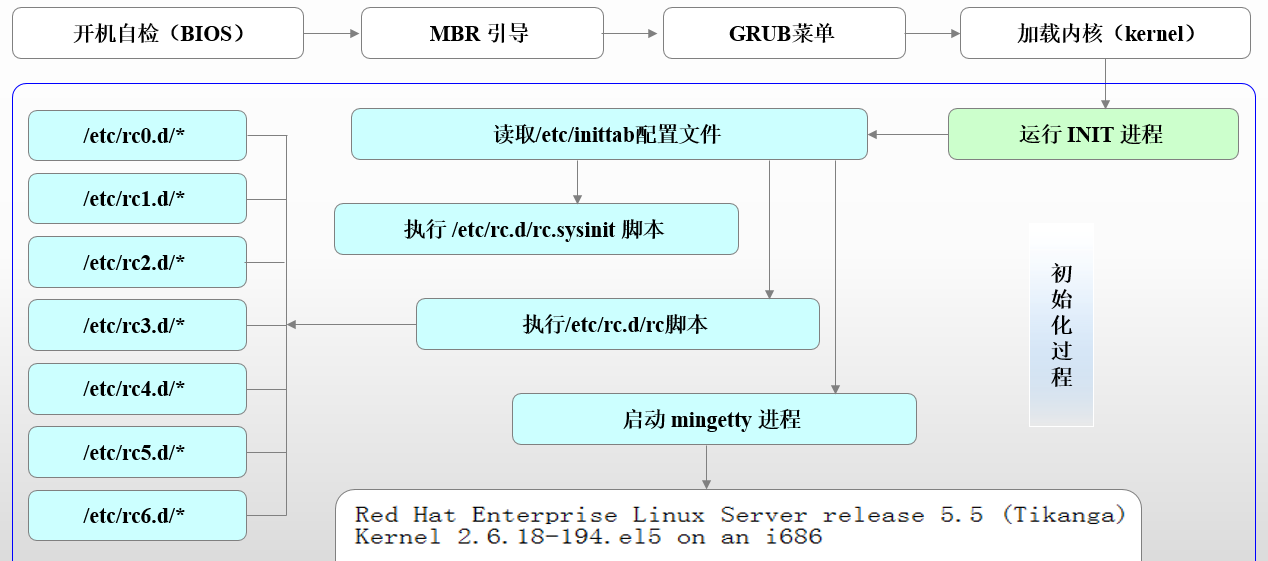 开机自检（BIOS）
MBR 引导
GRUB菜单
加载内核（kernel）
运行 INIT 进程
读取/etc/inittab配置文件
执行 /etc/rc.d/rc.sysinit 脚本
执行/etc/rc.d/rc脚本
/etc/rc0.d/*
/etc/rc1.d/*
/etc/rc2.d/*
/etc/rc3.d/*
/etc/rc4.d/*
/etc/rc5.d/*
/etc/rc6.d/*
启动 mingetty 进程
Red Hat Enterprise Linux Server release 5.5 (Tikanga)
Kernel 2.6.18-194.el5 on an i686
初始化过程